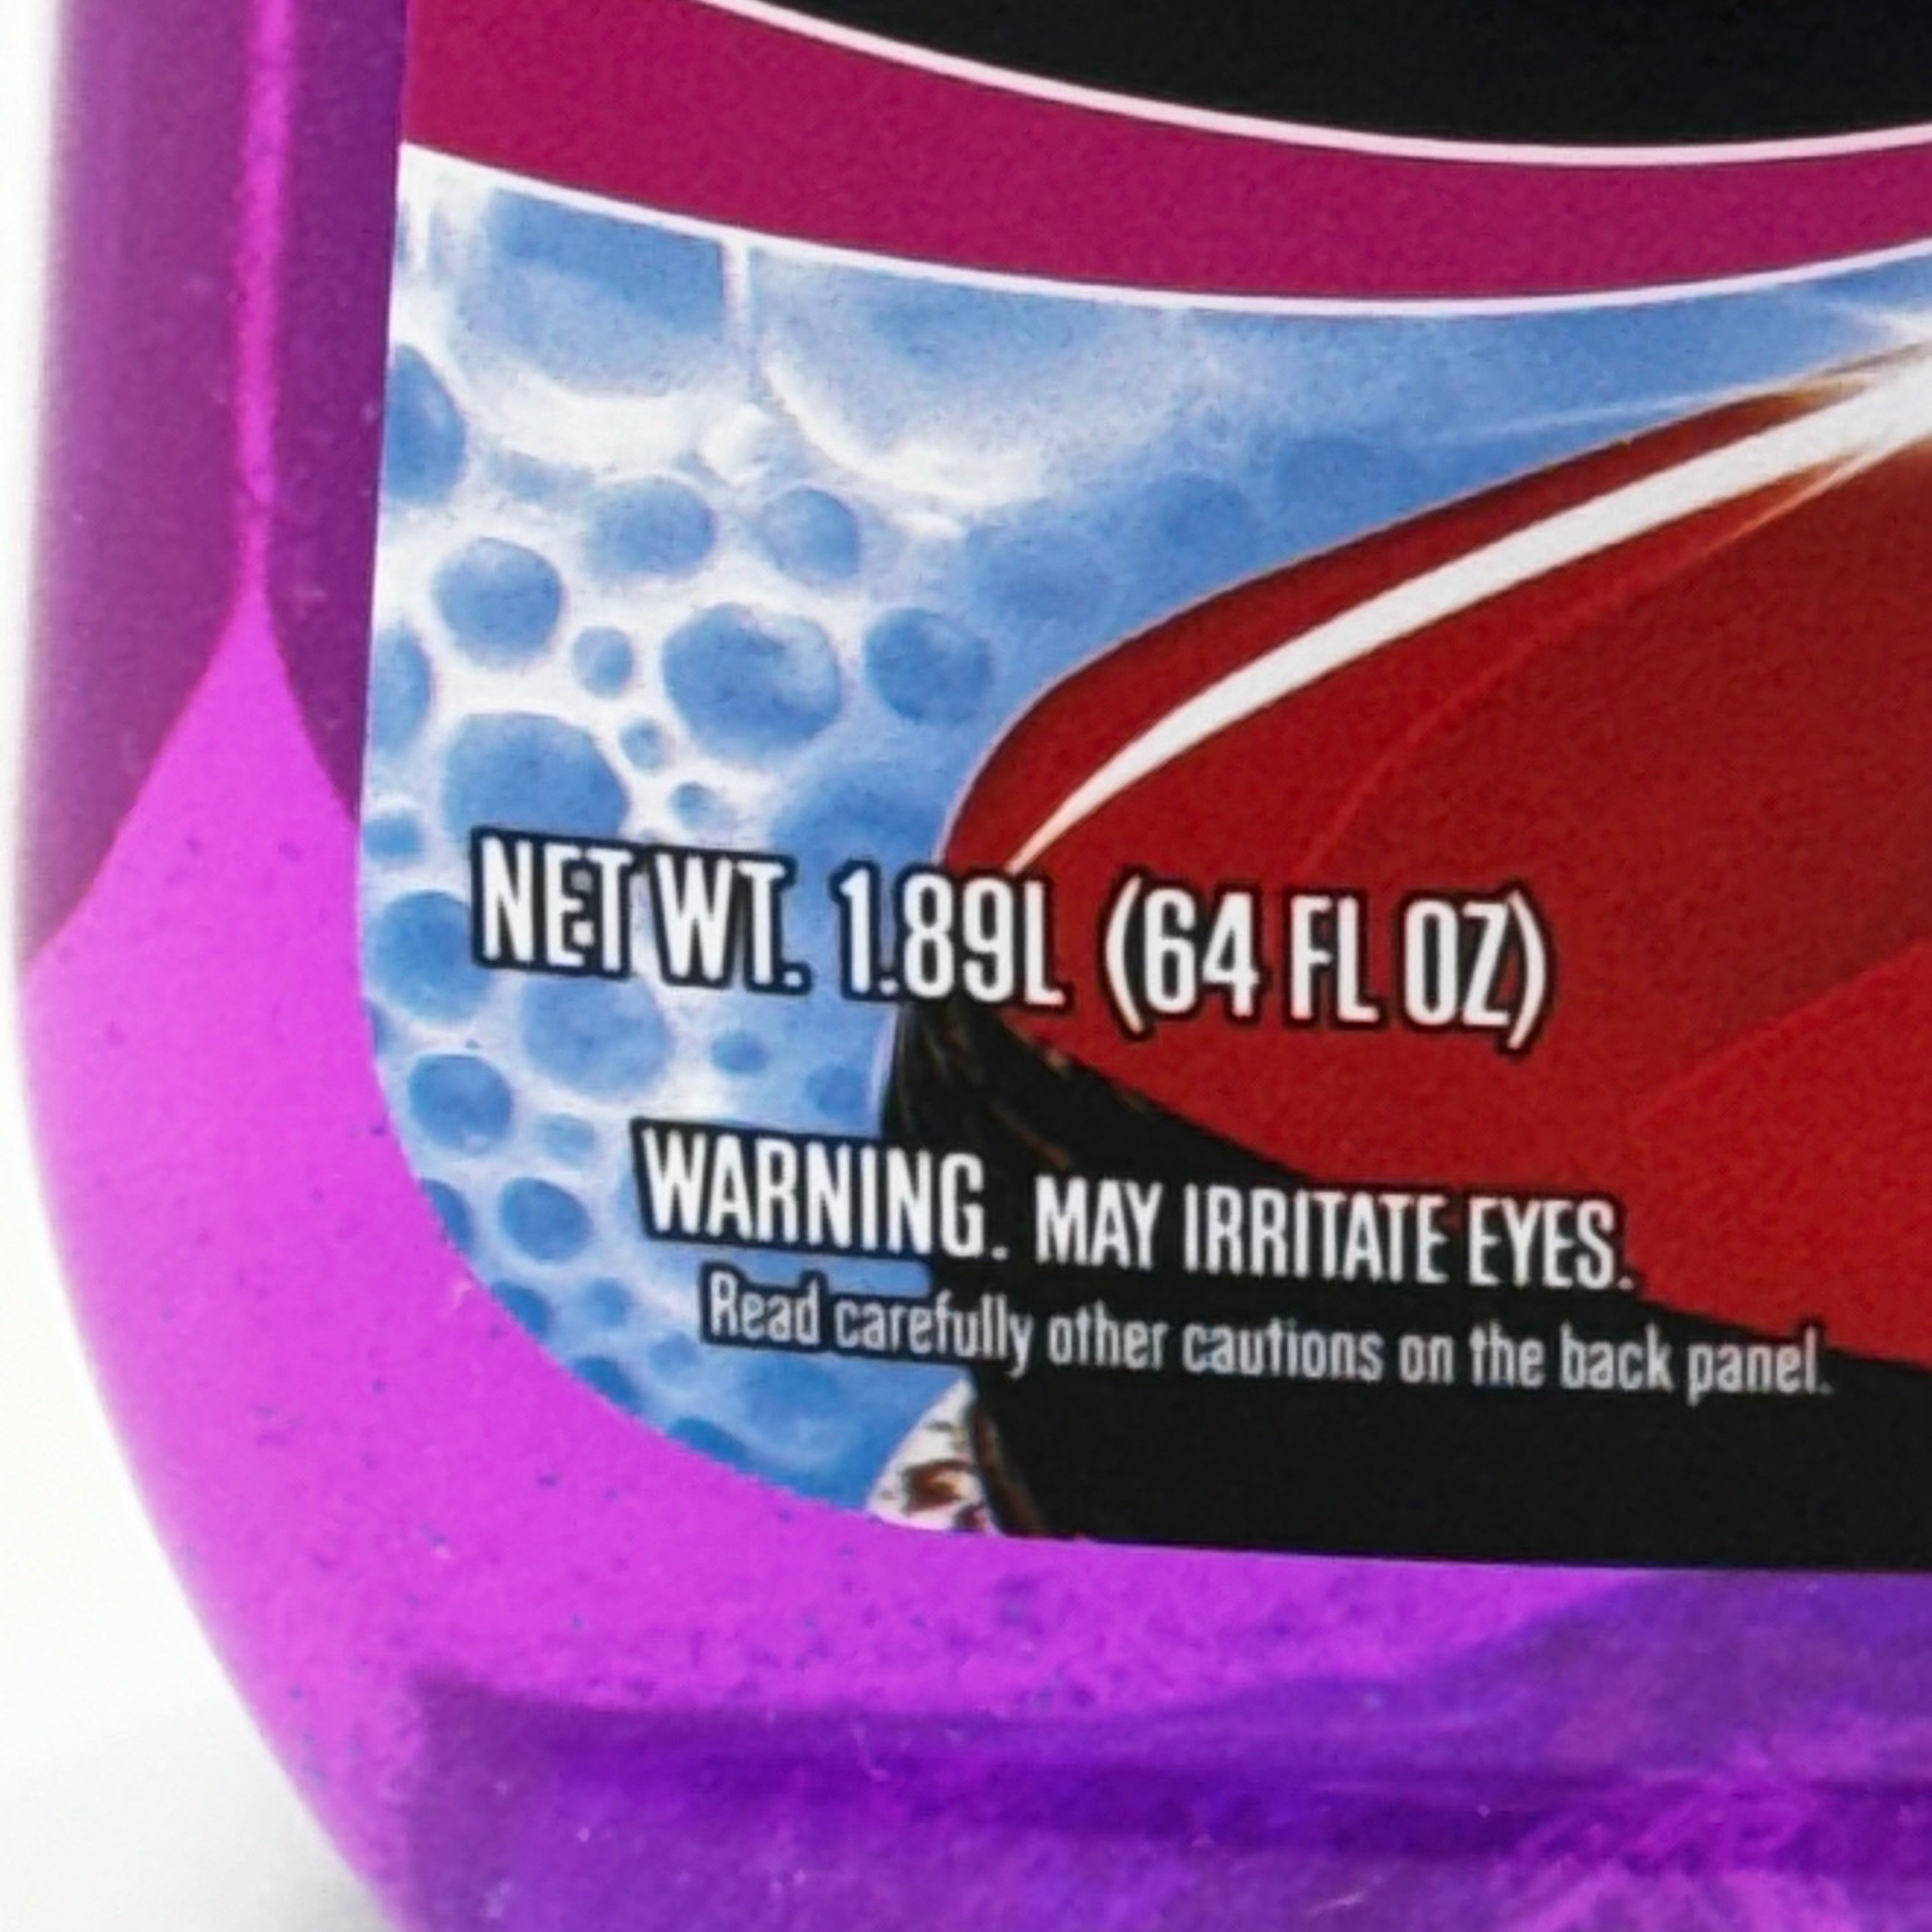 NET WT. 1.89L (64 FL OZ)
WARNING. MAY IRRITATE EYES.
Read carefully other cautions on the back panel.